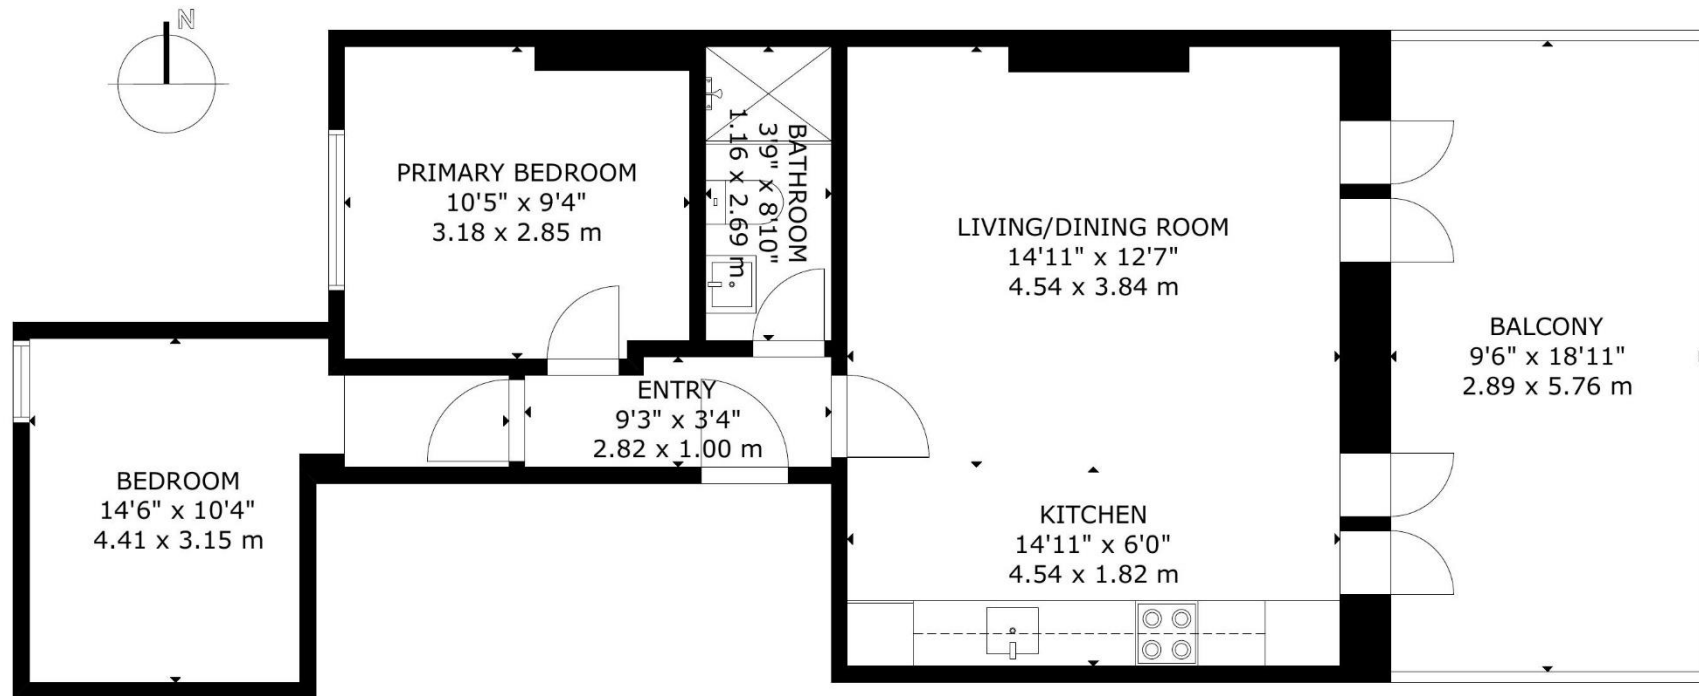 N
PRIMARY BEDROOM
10'5" x 9'4"
3.18 x 2.85 m
BATHROOM
3'9" x 8'10"
1.16 x 2.69 m
LIVING/DINING ROOM
14'11" x 12'7"
4.54 x 3.84 m
BALCONY
9'6" x 18'11"
2.89 x 5.76 m
ENTRY
9'3" x 3'4"
2.82 x 1.00 m
BEDROOM
14'6" x 10'4"
4.41 x 3.15 m
KITCHEN
14'11" x 6'0"
4.54 x 1.82 m